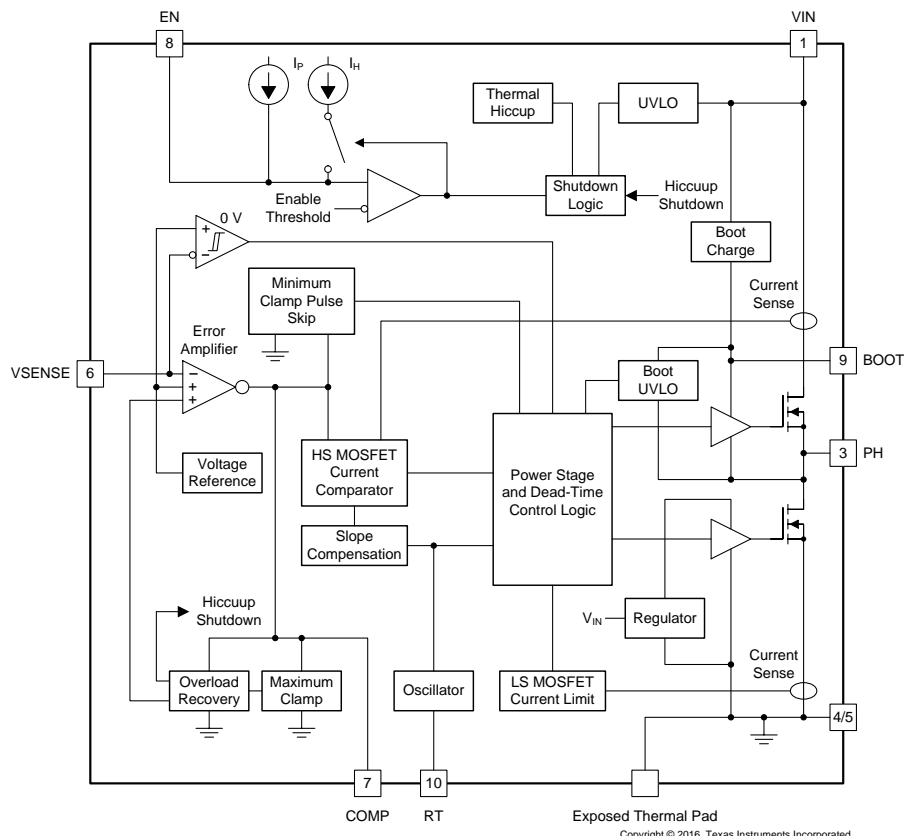 EN
VIN
8
1
IP
IH
Thermal
Hiccup
UVLO
Enable
Threshold
Shutdown
Logic
Hiccuup
Shutdown
0 V
+
−
Boot
Charge
Minimum
Clamp Pulse
Skip
Current
Sense
Error
Amplifier
VSENSE
6
−
+
+
9
BOOT
Boot
UVLO
Voltage
Reference
HS MOSFET
Current
Comparator
Power Stage
and Dead-Time
Control Logic
3
PH
Slope
Compensation
Hiccuup
Shutdown
VIN
Regulator
Overload
Recovery
Maximum
Clamp
Oscillator
LS MOSFET
Current Limit
Current
Sense
4/5
7
10
COMP
RT
Exposed Thermal Pad
Copyright © 2016, Texas Instruments Incorporated